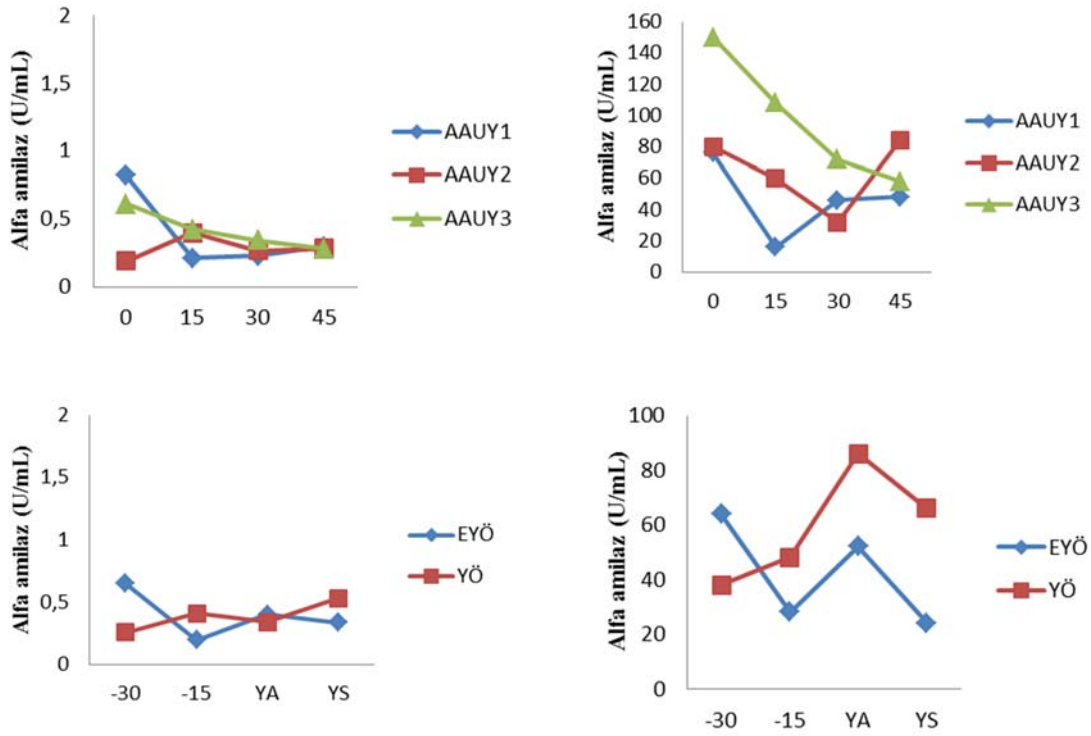 Alfa amilaz (U/mL)
2
1,5
1
0,5
0
0 15 30 45
AAUY1
AAUY2
AAUY3
Alfa amilaz (U/mL)
160
140
120
100
80
60
40
20
0
0 15 30 45
AAUY1
AAUY2
AAUY3
Alfa amilaz (U/mL)
2
1,5
1
0,5
0
-30 -15 YA YS
EYÖ
YÖ
Alfa amilaz (U/mL)
100
80
60
40
20
0
-30 -15 YA YS
EYÖ
YÖ